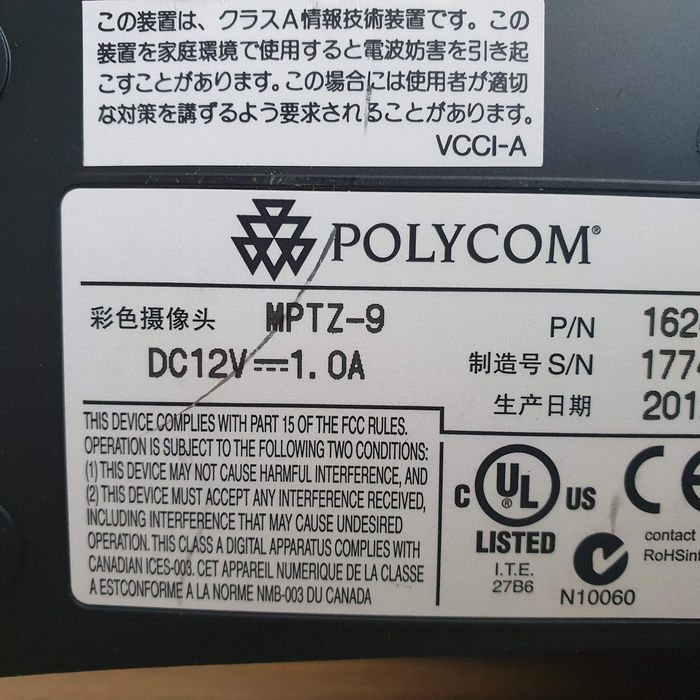 この装置は、クラスA情報技術装置です。この
装置を家庭環境で使用すると電波妨害を引き起
こすことがあります。この場合には使用者が適切
な対策を講ずるよう要求されることがあります。
VCCI-A
POLYCOM®
彩色摄像头 MPTZ-9
DC12V⎓1.0A
P/N 162
制造号 S/N 1774
生产日期 201
THIS DEVICE COMPLIES WITH PART 15 OF THE FCC RULES.
OPERATION IS SUBJECT TO THE FOLLOWING TWO CONDITIONS:
(1) THIS DEVICE MAY NOT CAUSE HARMFUL INTERFERENCE, AND
(2) THIS DEVICE MUST ACCEPT ANY INTERFERENCE RECEIVED,
INCLUDING INTERFERENCE THAT MAY CAUSE UNDESIRED
OPERATION. THIS CLASS A DIGITAL APPARATUS COMPLIES WITH
CANADIAN ICES-003. CET APPAREIL NUMERIQUE DE LA CLASSE
A ESTCONFORME A LA NORME NMB-003 DU CANADA
C UL® US
LISTED
I.T.E.
27B6
N10060
CE
contact
RoHSinf